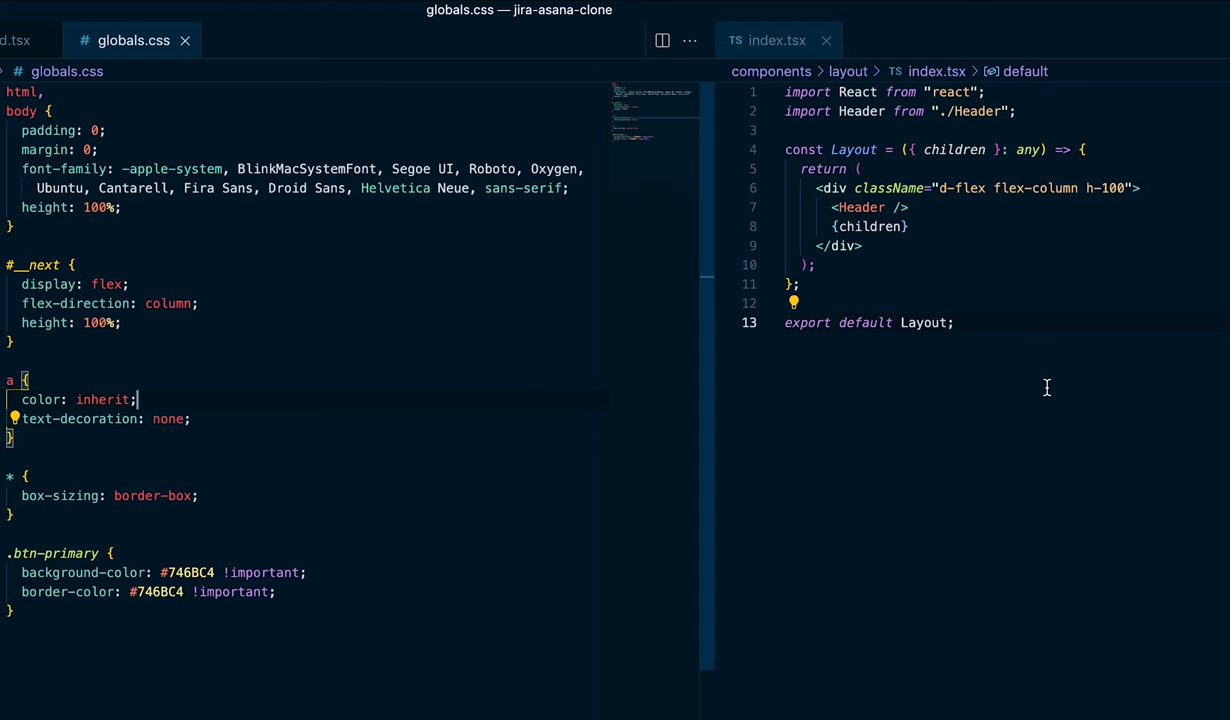 globals.css — jira-asana-clone
d.tsx
# globals.css ×
TS index.tsx ×
# globals.css
components > layout > TS index.tsx > default
html,
body {
padding: 0;
margin: 0;
font-family: -apple-system, BlinkMacSystemFont, Segoe UI, Roboto, Oxygen,
Ubuntu, Cantarell, Fira Sans, Droid Sans, Helvetica Neue, sans-serif;
height: 100%;
}
#__next {
display: flex;
flex-direction: column;
height: 100%;
}
a {
color: inherit;
text-decoration: none;
}
* {
box-sizing: border-box;
}
.btn-primary {
background-color: #746BC4 !important;
border-color: #746BC4 !important;
}
1 import React from "react";
2 import Header from "./Header";
3
4 const Layout = ({ children }: any) => {
5 return (
6 <div className="d-flex flex-column h-100">
7 <Header />
8 {children}
9 </div>
10 );
11 };
12
13 export default Layout;